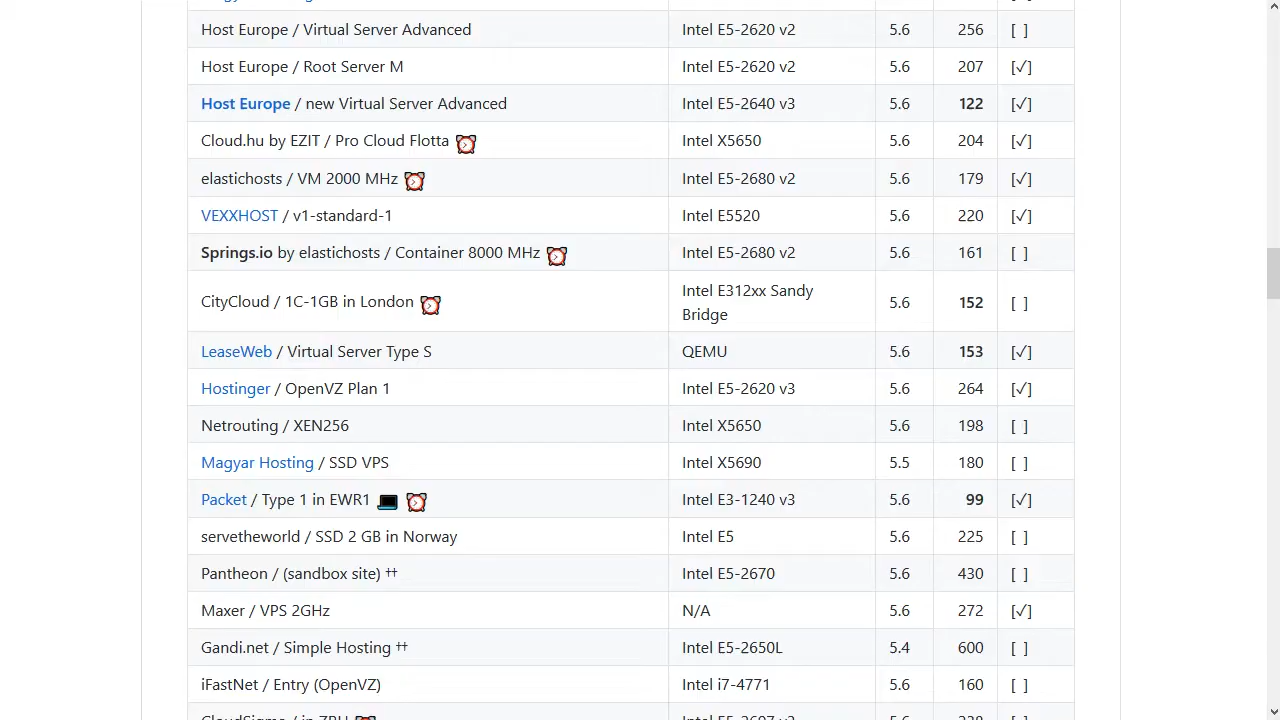 Host Europe / Virtual Server Advanced Intel E5-2620 v2 5.6 256 [ ]
Host Europe / Root Server M Intel E5-2620 v2 5.6 207 [✓]
Host Europe / new Virtual Server Advanced Intel E5-2640 v3 5.6 122 [✓]
Cloud.hu by EZIT / Pro Cloud Flotta ⏰ Intel X5650 5.6 204 [✓]
elastichosts / VM 2000 MHz ⏰ Intel E5-2680 v2 5.6 179 [✓]
VEXXHOST / v1-standard-1 Intel E5520 5.6 220 [✓]
Springs.io by elastichosts / Container 8000 MHz ⏰ Intel E5-2680 v2 5.6 161 [ ]
CityCloud / 1C-1GB in London ⏰ Intel E312xx Sandy
Bridge 5.6 152 [ ]
LeaseWeb / Virtual Server Type S QEMU 5.6 153 [✓]
Hostinger / OpenVZ Plan 1 Intel E5-2620 v3 5.6 264 [✓]
Netrouting / XEN256 Intel X5650 5.6 198 [ ]
Magyar Hosting / SSD VPS Intel X5690 5.5 180 [ ]
Packet / Type 1 in EWR1 💻 ⏰ Intel E3-1240 v3 5.6 99 [✓]
servetheworld / SSD 2 GB in Norway Intel E5 5.6 225 [ ]
Pantheon / (sandbox site) †† Intel E5-2670 5.6 430 [ ]
Maxer / VPS 2GHz N/A 5.6 272 [✓]
Gandi.net / Simple Hosting †† Intel E5-2650L 5.4 600 [ ]
iFastNet / Entry (OpenVZ) Intel i7-4771 5.6 160 [ ]